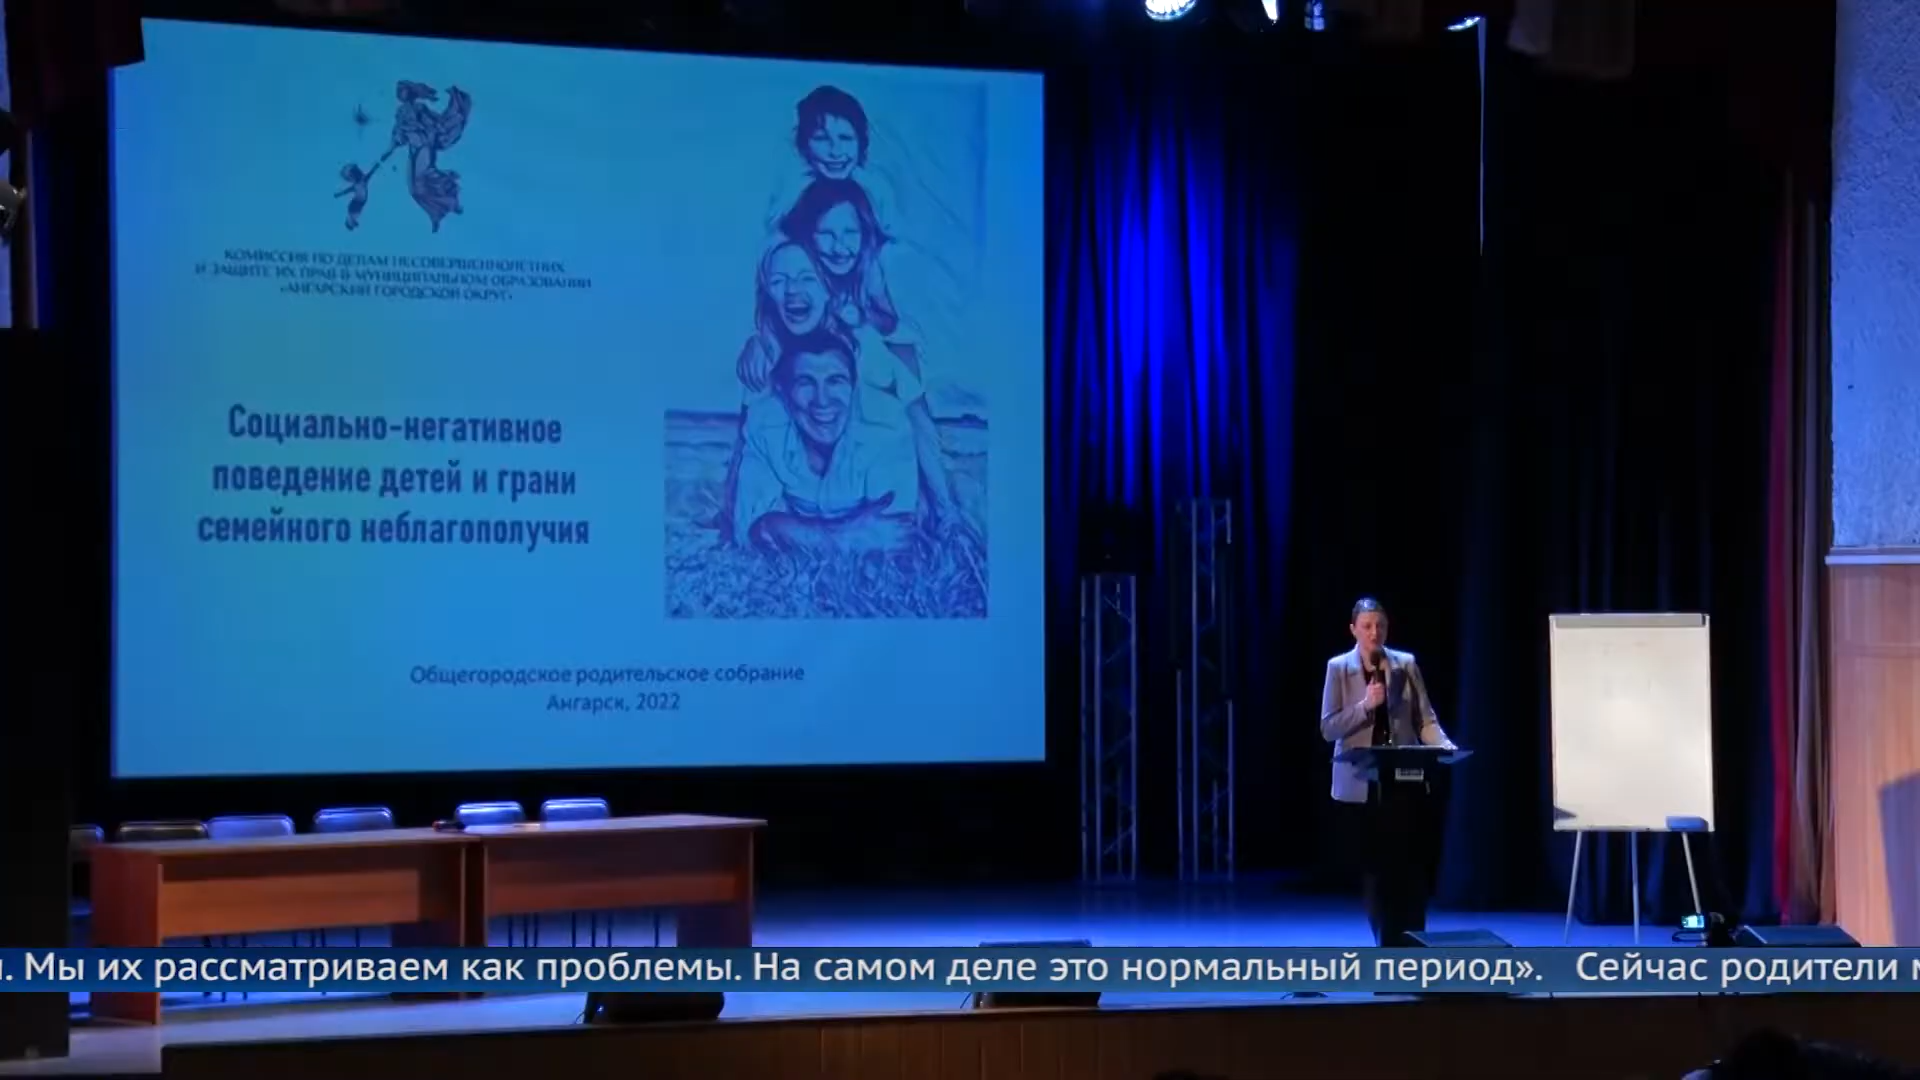 КОМИССИЯ ПО ДЕЛАМ НЕСОВЕРШЕННОЛЕТНИХ
И ЗАЩИТЕ ИХ ПРАВ В МУНИЦИПАЛЬНОМ ОБРАЗОВАНИИ
«АНГАРСКИЙ ГОРОДСКОЙ ОКРУГ»
Социально-негативное
поведение детей и грани
семейного неблагополучия
Общегородское родительское собрание
Ангарск, 2022
. Мы их рассматриваем как проблемы. На самом деле это нормальный период». Сейчас родители